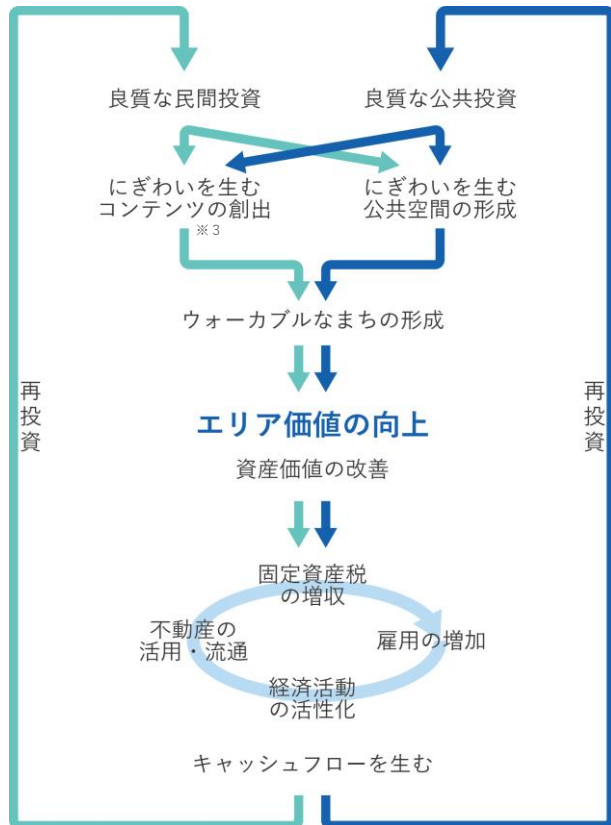 良質な民間投資
良質な公共投資
にぎわいを生む
コンテンツの創出
※3
にぎわいを生む
公共空間の形成
ウォーカブルなまちの形成
再投資
エリア価値の向上
再投資
資産価値の改善
固定資産税
の増収
不動産の
活用・流通
雇用の増加
経済活動
の活性化
キャッシュフローを生む